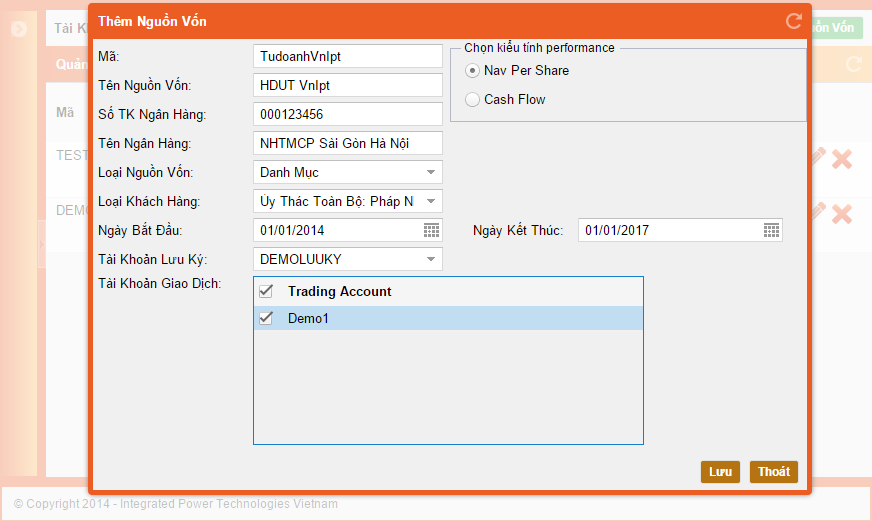 Thêm Nguồn Vốn
Mã: TudoanhVnIpt
Chọn kiểu tính performance
Tên Nguồn Vốn: HDUT VnIpt
Nav Per Share
Số TK Ngân Hàng: 000123456
Cash Flow
Tên Ngân Hàng: NHTMCP Sài Gòn Hà Nội
Loại Nguồn Vốn: Danh Mục
Loại Khách Hàng: Ủy Thác Toàn Bộ: Pháp N
Ngày Bắt Đầu: 01/01/2014 Ngày Kết Thúc: 01/01/2017
Tài Khoản Lưu Ký: DEMOLUUKY
Tài Khoản Giao Dịch:
Trading Account
Demo1
Lưu Thoát
Tài Kh
Vốn
Quản
Mã
TEST
DEMO
© Copyright 2014 - Integrated Power Technologies Vietnam